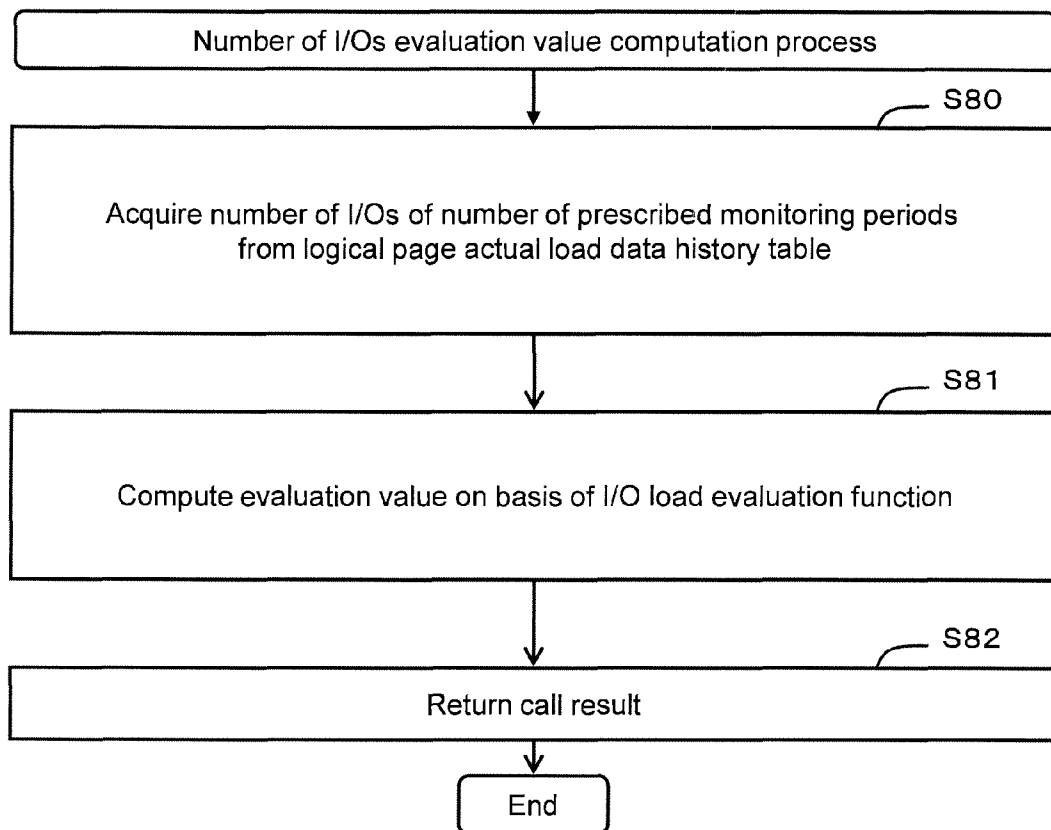 Number of I/Os evaluation value computation process
S80
Acquire number of I/Os of number of prescribed monitoring periods
from logical page actual load data history table
S81
Compute evaluation value on basis of I/O load evaluation function
S82
Return call result
End